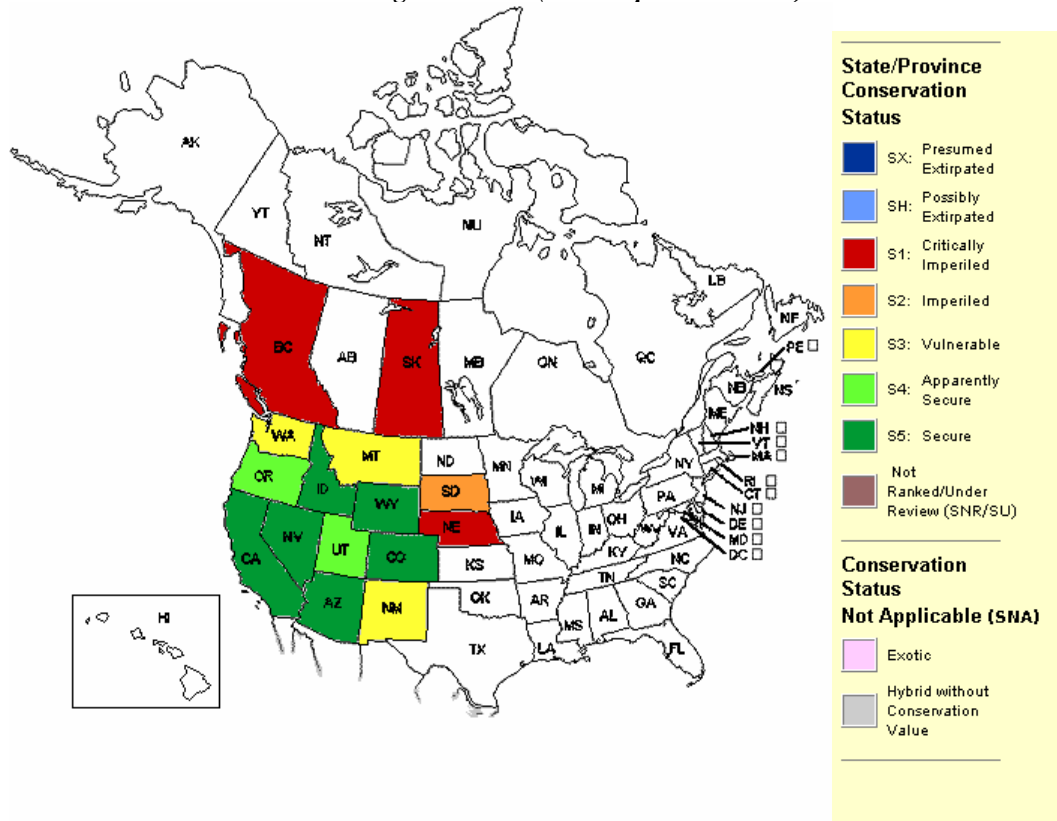 AK
YT
NT
NU
LB
NF
BC
AB
SK
MB
ON
QC
PE
NB
NS
ME
WA
MT
ND
MN
NH
VT
MA
OR
ID
WY
SD
WI
MI
NY
RI
CT
NV
UT
CO
NE
IA
IL
IN
OH
PA
NJ
DE
MD
DC
CA
AZ
NM
KS
MO
KY
WV
VA
NC
TN
OK
AR
SC
MS
AL
GA
TX
LA
FL
HI
State/Province
Conservation
Status
SX: Presumed
Extirpated
SH: Possibly
Extirpated
S1: Critically
Imperiled
S2: Imperiled
S3: Vulnerable
S4: Apparently
Secure
S5: Secure
Not
Ranked/Under
Review (SNR/SU)
Conservation
Status
Not Applicable (SNA)
Exotic
Hybrid without
Conservation
Value